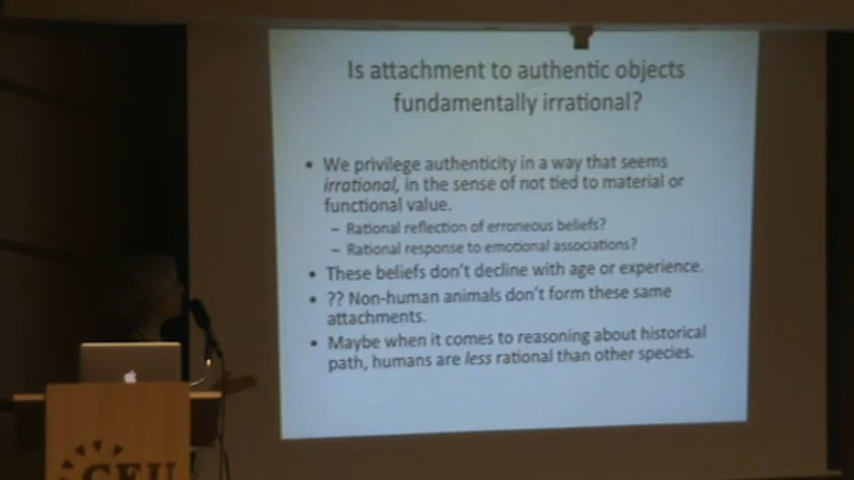 Is attachment to authentic objects
fundamentally irrational?
• We privilege authenticity in a way that seems
irrational, in the sense of not tied to material or
functional value.
– Rational reflection of erroneous beliefs?
– Rational response to emotional associations?
• These beliefs don't decline with age or experience.
• ?? Non-human animals don't form these same
attachments.
• Maybe when it comes to reasoning about historical
path, humans are less rational than other species.
CEU